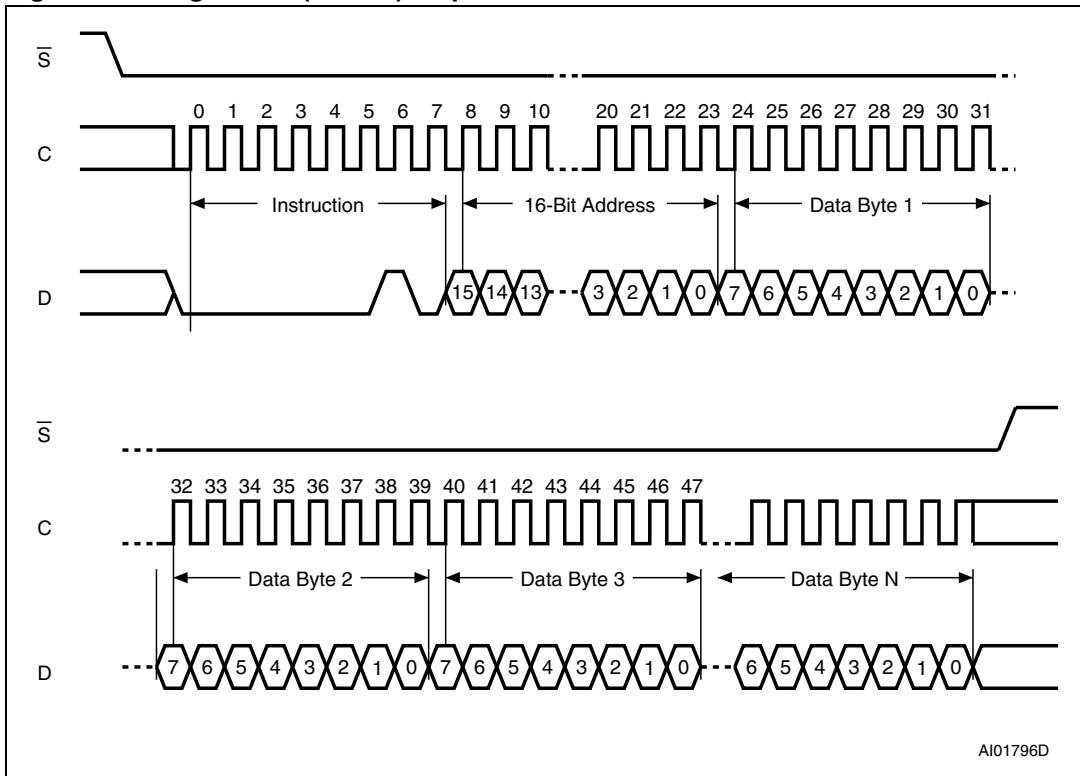 S
0 1 2 3 4 5 6 7 8 9 10 20 21 22 23 24 25 26 27 28 29 30 31
C
Instruction 16-Bit Address Data Byte 1
D 15 14 13 3 2 1 0 7 6 5 4 3 2 1 0
S
32 33 34 35 36 37 38 39 40 41 42 43 44 45 46 47
C
Data Byte 2 Data Byte 3 Data Byte N
D 7 6 5 4 3 2 1 0 7 6 5 4 3 2 1 0 6 5 4 3 2 1 0
AI01796D